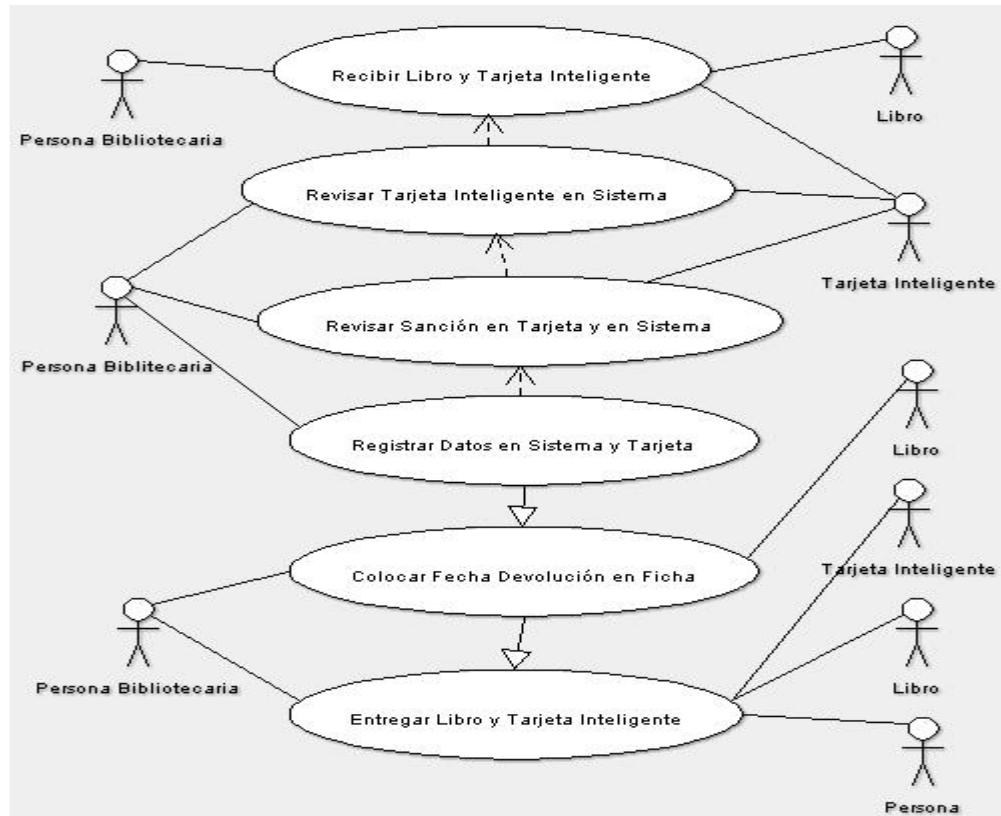 Recibir Libro y Tarjeta Inteligente
Persona Bibliotecaria
Libro
Revisar Tarjeta Inteligente en Sistema
Tarjeta Inteligente
Revisar Sanción en Tarjeta y en Sistema
Persona Biblitecaria
Registrar Datos en Sistema y Tarjeta
Libro
Colocar Fecha Devolución en Ficha
Tarjeta Inteligente
Persona Bibliotecaria
Libro
Entregar Libro y Tarjeta Inteligente
Persona